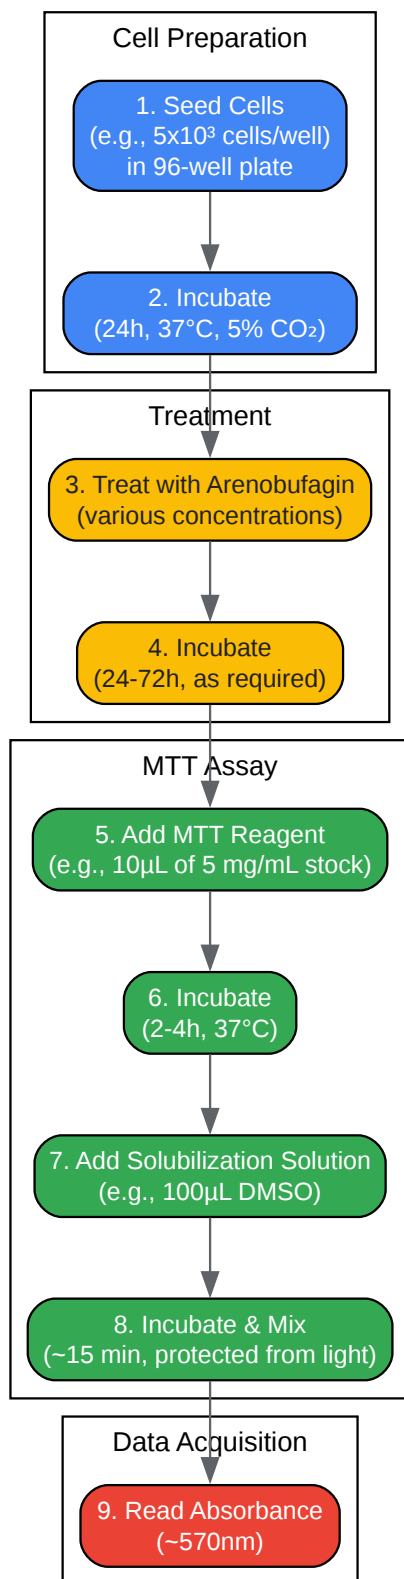 Cell Preparation
1. Seed Cells
(e.g., 5x10³ cells/well)
in 96-well plate
2. Incubate
(24h, 37°C, 5% CO₂)
Treatment
3. Treat with Arenobufagin
(various concentrations)
4. Incubate
(24-72h, as required)
MTT Assay
5. Add MTT Reagent
(e.g., 10µL of 5 mg/mL stock)
6. Incubate
(2-4h, 37°C)
7. Add Solubilization Solution
(e.g., 100µL DMSO)
8. Incubate & Mix
(~15 min, protected from light)
Data Acquisition
9. Read Absorbance
(~570nm)